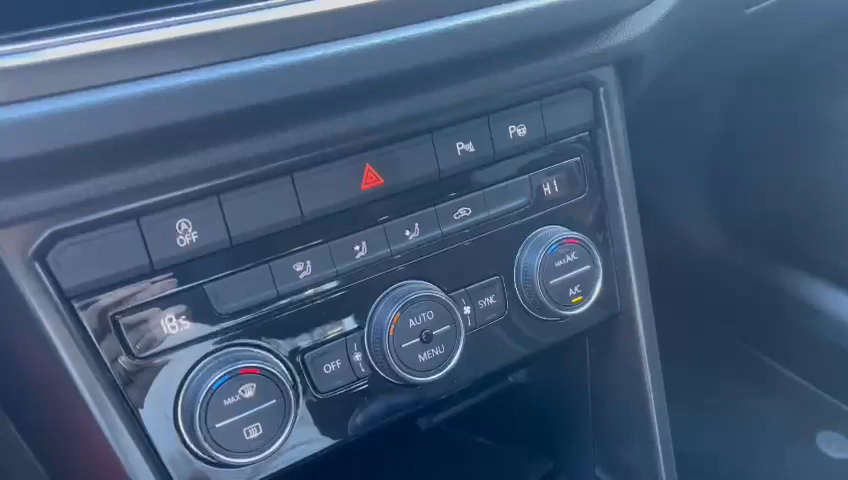 P
P
A
OFF
HI
18.5
MAX A/C
A/C
AUTO
MENU
OFF
SYNC
MAX